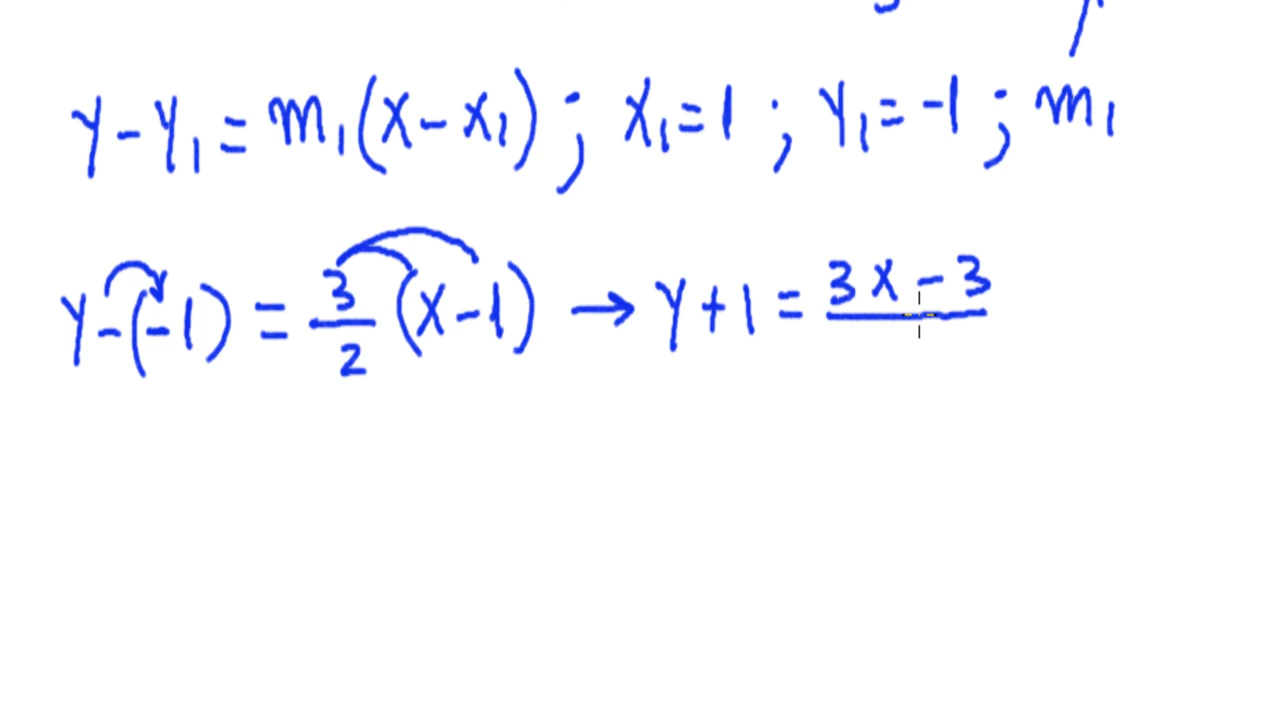 y - y₁ = m₁(x - x₁) ; x₁ = 1 ; y₁ = -1 ; m₁
y - (-1) = 3/2 (x - 1) → y + 1 = 3x - 3